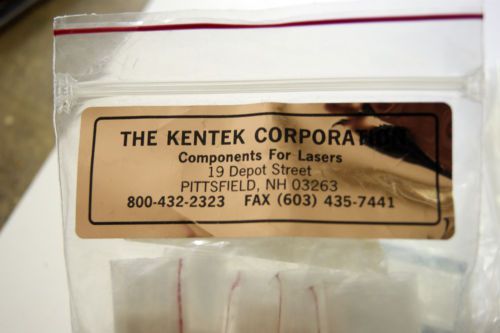 THE KENTEK CORPORATION
Components For Lasers
19 Depot Street
PITTSFIELD, NH 03263
800-432-2323 FAX (603) 435-7441